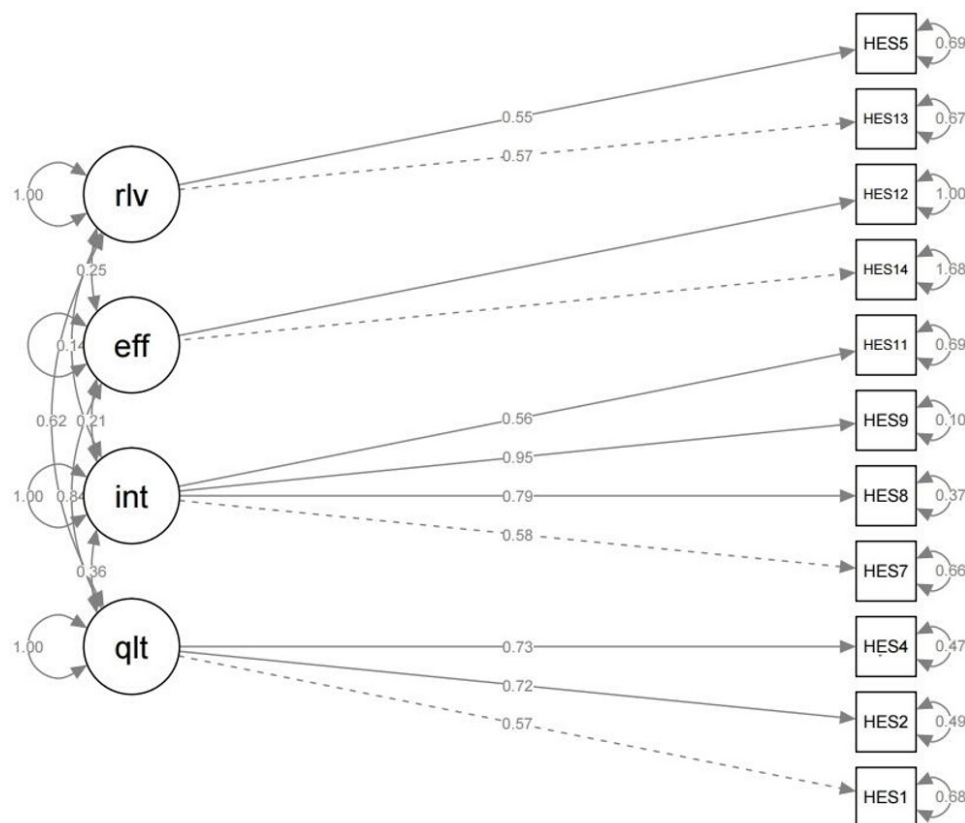 HES5
0.69
0.55
HES13
0.67
0.57
rlv
1.00
HES12
1.00
0.25
HES14
1.68
eff
0.14
HES11
0.69
0.62
0.21
0.56
HES9
0.10
0.95
int
1.00
0.84
0.79
HES8
0.37
0.58
HES7
0.66
0.36
qlt
1.00
0.73
HES4
0.47
0.72
HES2
0.49
0.57
HES1
0.68